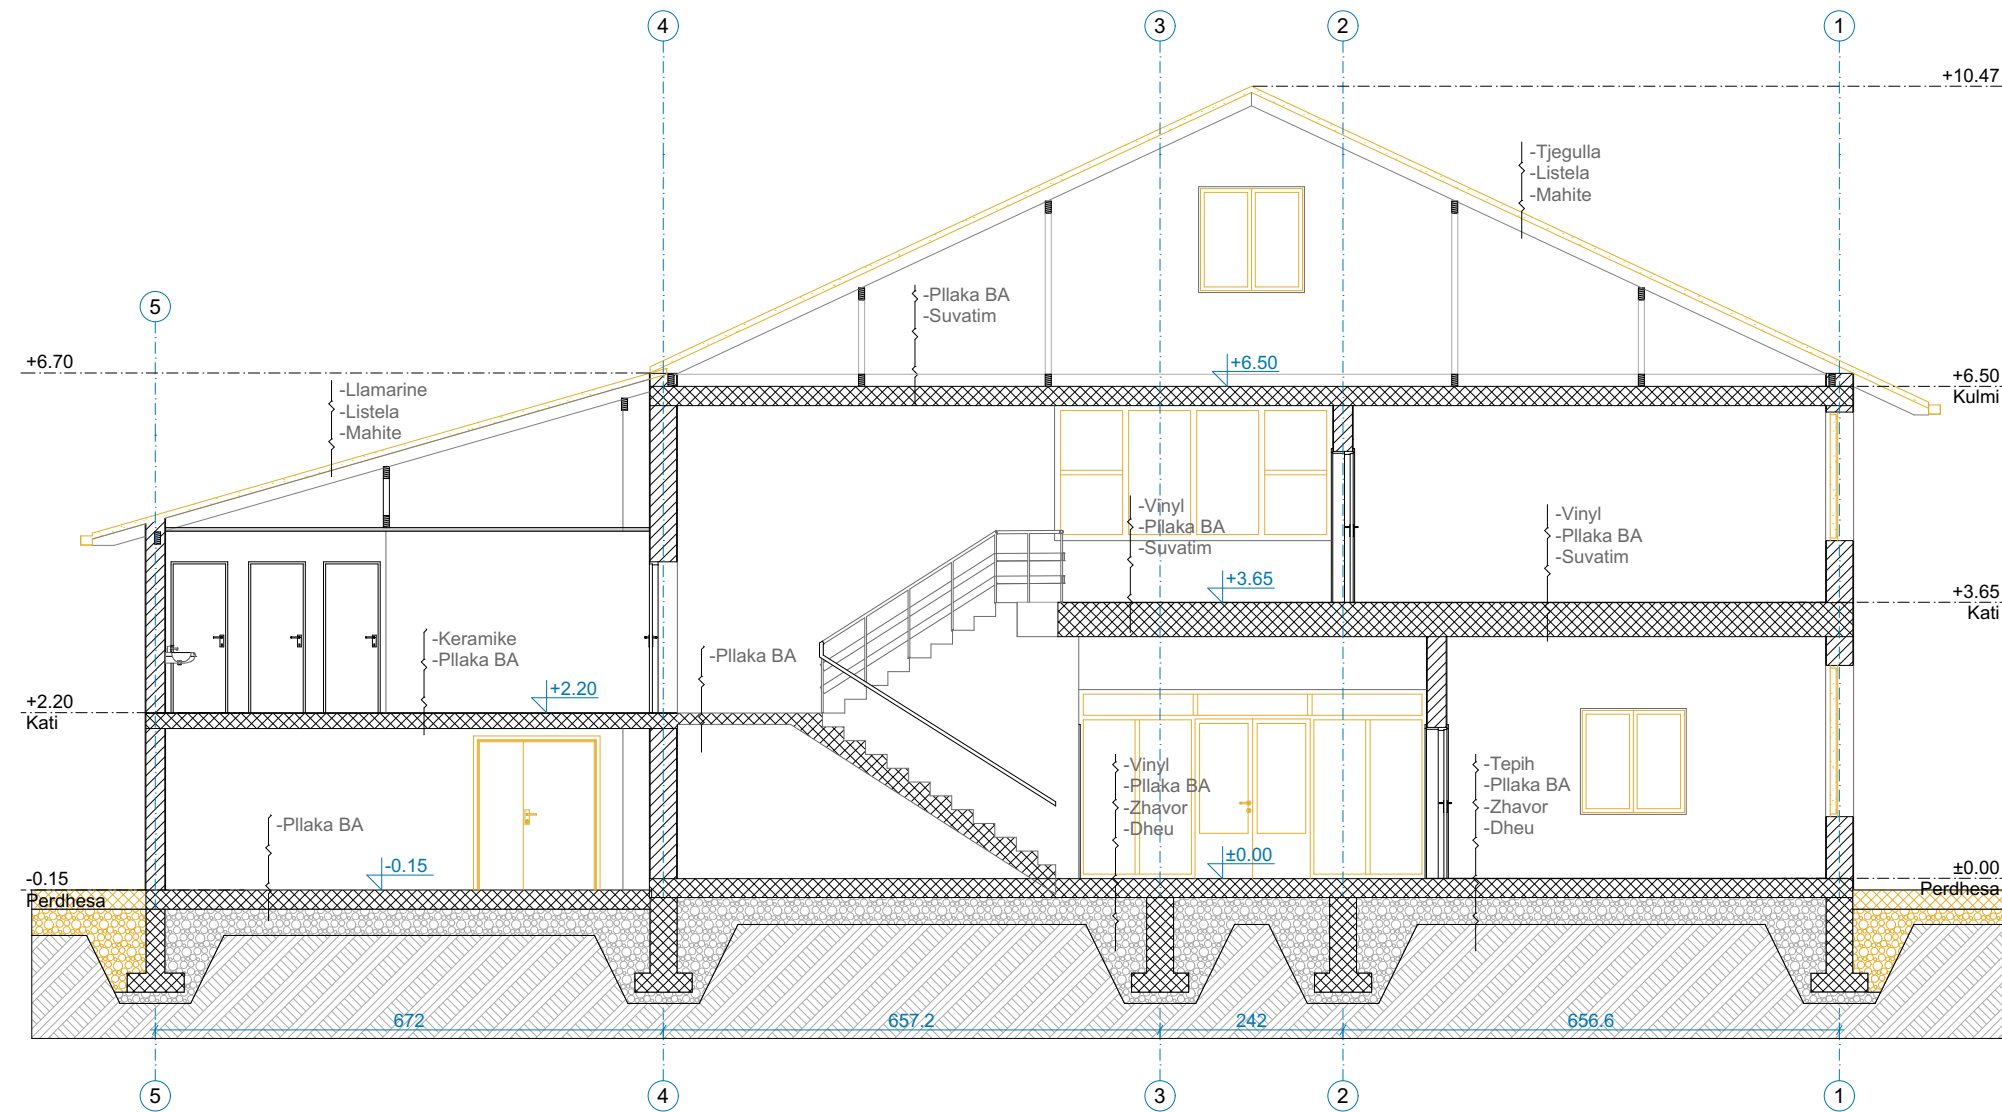 4
3
2
1
+10.47
-Tjegulla
-Listela
-Mahite
5
-Pllaka BA
-Suvatim
+6.70
+6.50
+6.50
Kulmi
-Llamarine
-Listela
-Mahite
-Vinyl
-Pllaka BA
-Suvatim
-Vinyl
-Pllaka BA
-Suvatim
+3.65
+3.65
Kati
-Keramike
-Pllaka BA
-Pllaka BA
+2.20
+2.20
Kati
-Vinyl
-Pllaka BA
-Zhavor
-Dheu
-Tepih
-Pllaka BA
-Zhavor
-Dheu
-Pllaka BA
-0.15
±0.00
-0.15
Perdhesa
±0.00
Perdhesa
672
657.2
242
656.6
5
4
3
2
1